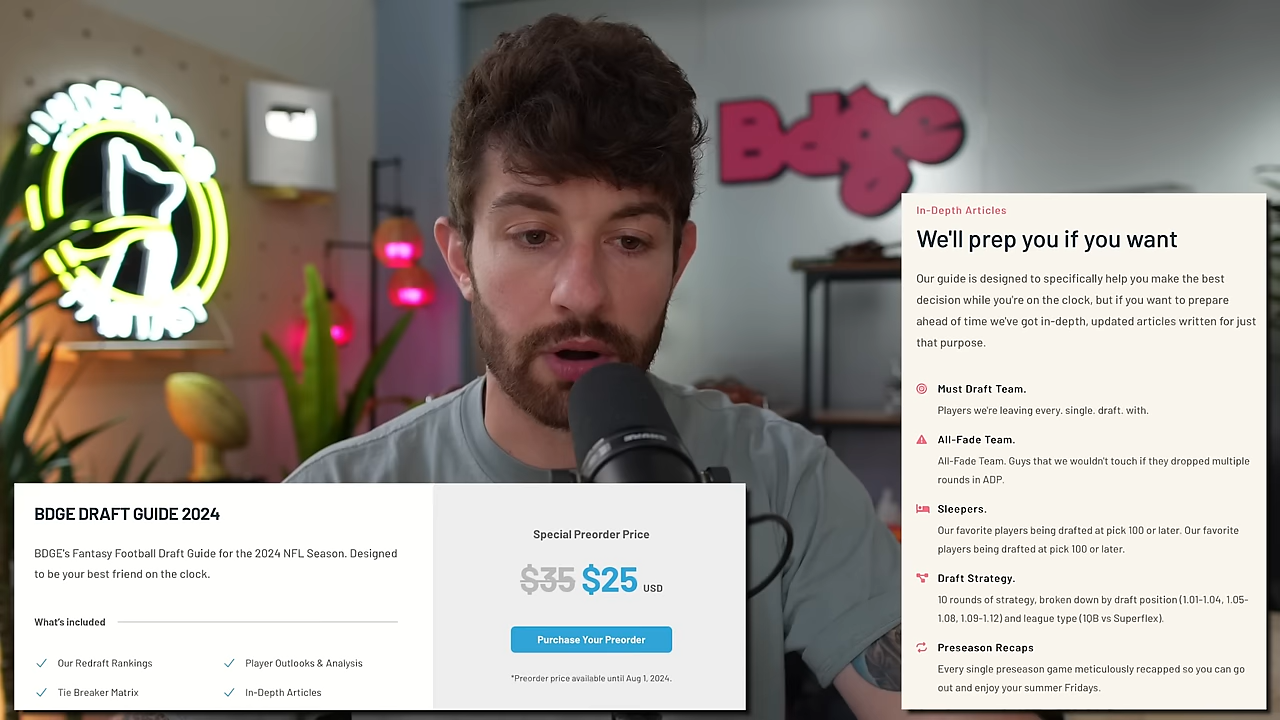 UNDERDOG
FANTASY
Bdge
BDGE DRAFT GUIDE 2024
BDGE's Fantasy Football Draft Guide for the 2024 NFL Season. Designed
to be your best friend on the clock.
What's included
Our Redraft Rankings
Player Outlooks & Analysis
Tie Breaker Matrix
In-Depth Articles
Special Preorder Price
$35 $25 USD
Purchase Your Preorder
*Preorder price available until Aug 1, 2024.
In-Depth Articles
We'll prep you if you want
Our guide is designed to specifically help you make the best
decision while you're on the clock, but if you want to prepare
ahead of time we've got in-depth, updated articles written for just
that purpose.
Must Draft Team.
Players we're leaving every. single. draft. with.
All-Fade Team.
All-Fade Team. Guys that we wouldn't touch if they dropped multiple
rounds in ADP.
Sleepers.
Our favorite players being drafted at pick 100 or later. Our favorite
players being drafted at pick 100 or later.
Draft Strategy.
10 rounds of strategy, broken down by draft position (1.01-1.04, 1.05-
1.08, 1.09-1.12) and league type (1QB vs Superflex).
Preseason Recaps
Every single preseason game meticulously recapped so you can go
out and enjoy your summer Fridays.